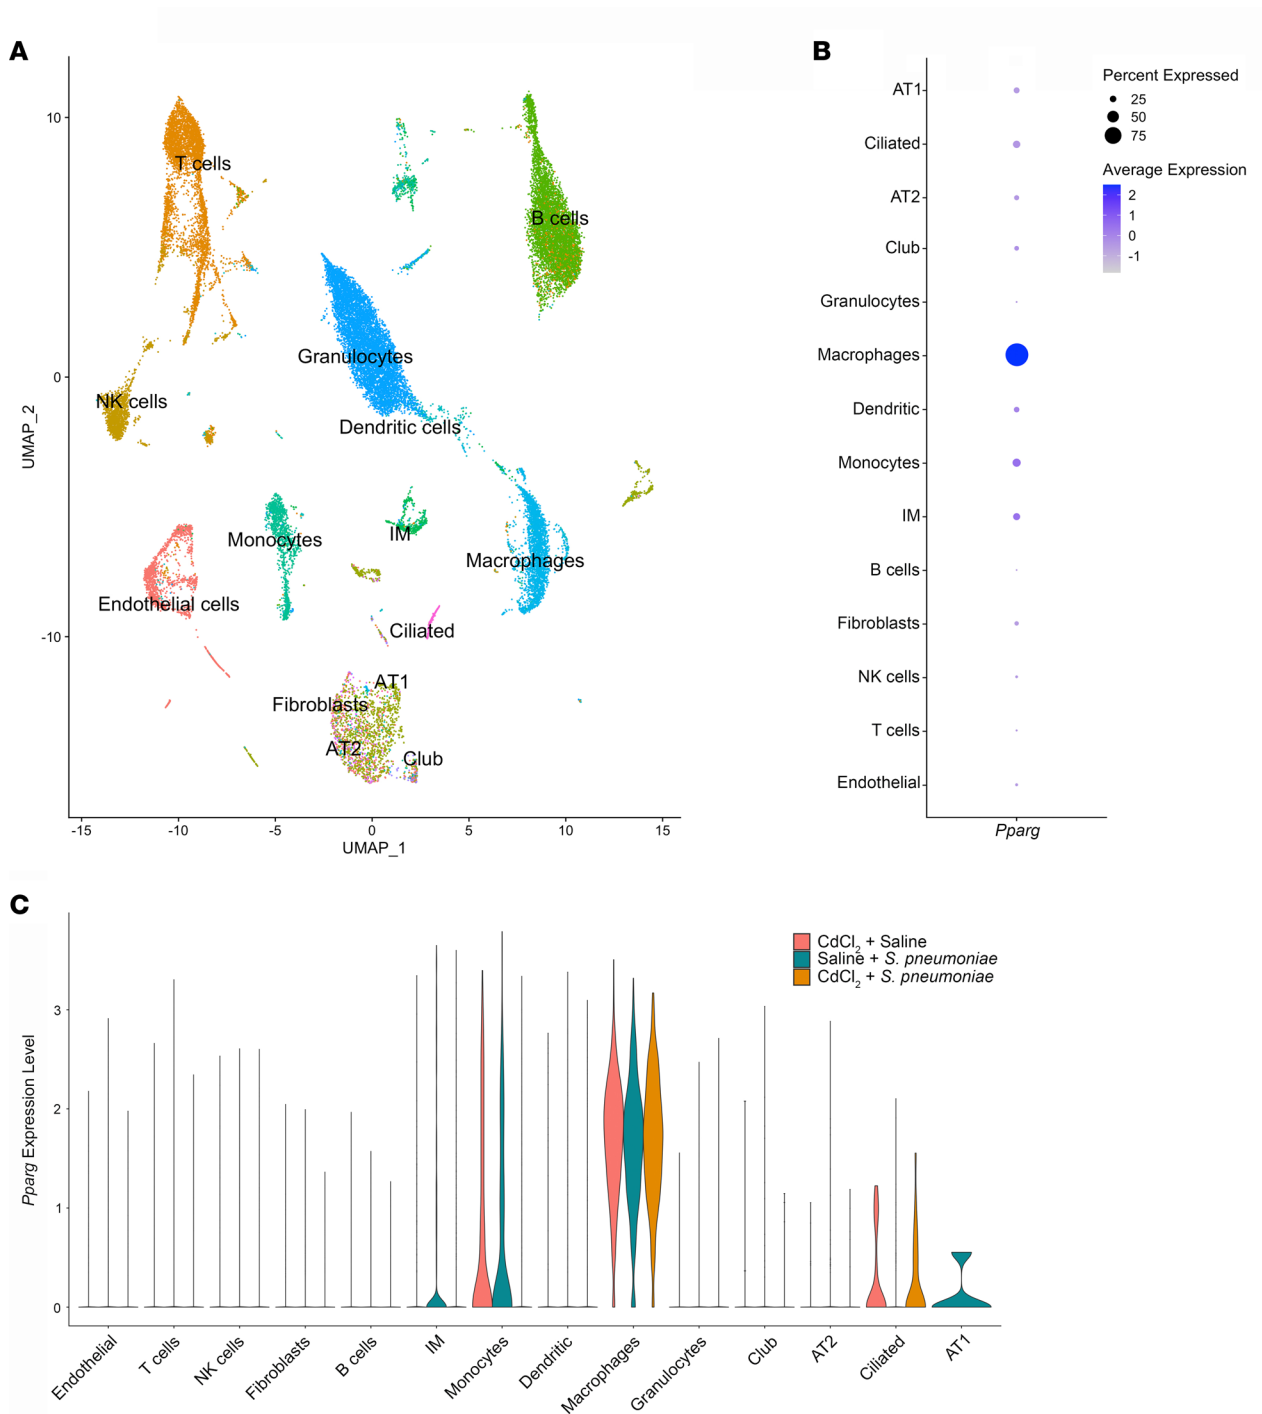 A
10
0
-10
UMAP_2
T cells
B cells
Granulocytes
NK cells
Dendritic cells
Monocytes
IM
Macrophages
Endothelial cells
Ciliated
AT1
Fibroblasts
AT2
Club
-15
-10
-5
0
5
10
15
UMAP_1
B
AT1
Ciliated
AT2
Club
Granulocytes
Macrophages
Dendritic
Monocytes
IM
B cells
Fibroblasts
NK cells
T cells
Endothelial
Pparg
Percent Expressed
25
50
75
Average Expression
2
1
0
-1
C
Pparg Expression Level
3
2
1
0
CdCl2 + Saline
Saline + S. pneumoniae
CdCl2 + S. pneumoniae
Endothelial
T cells
NK cells
Fibroblasts
B cells
IM
Monocytes
Dendritic
Macrophages
Granulocytes
Club
AT2
Ciliated
AT1